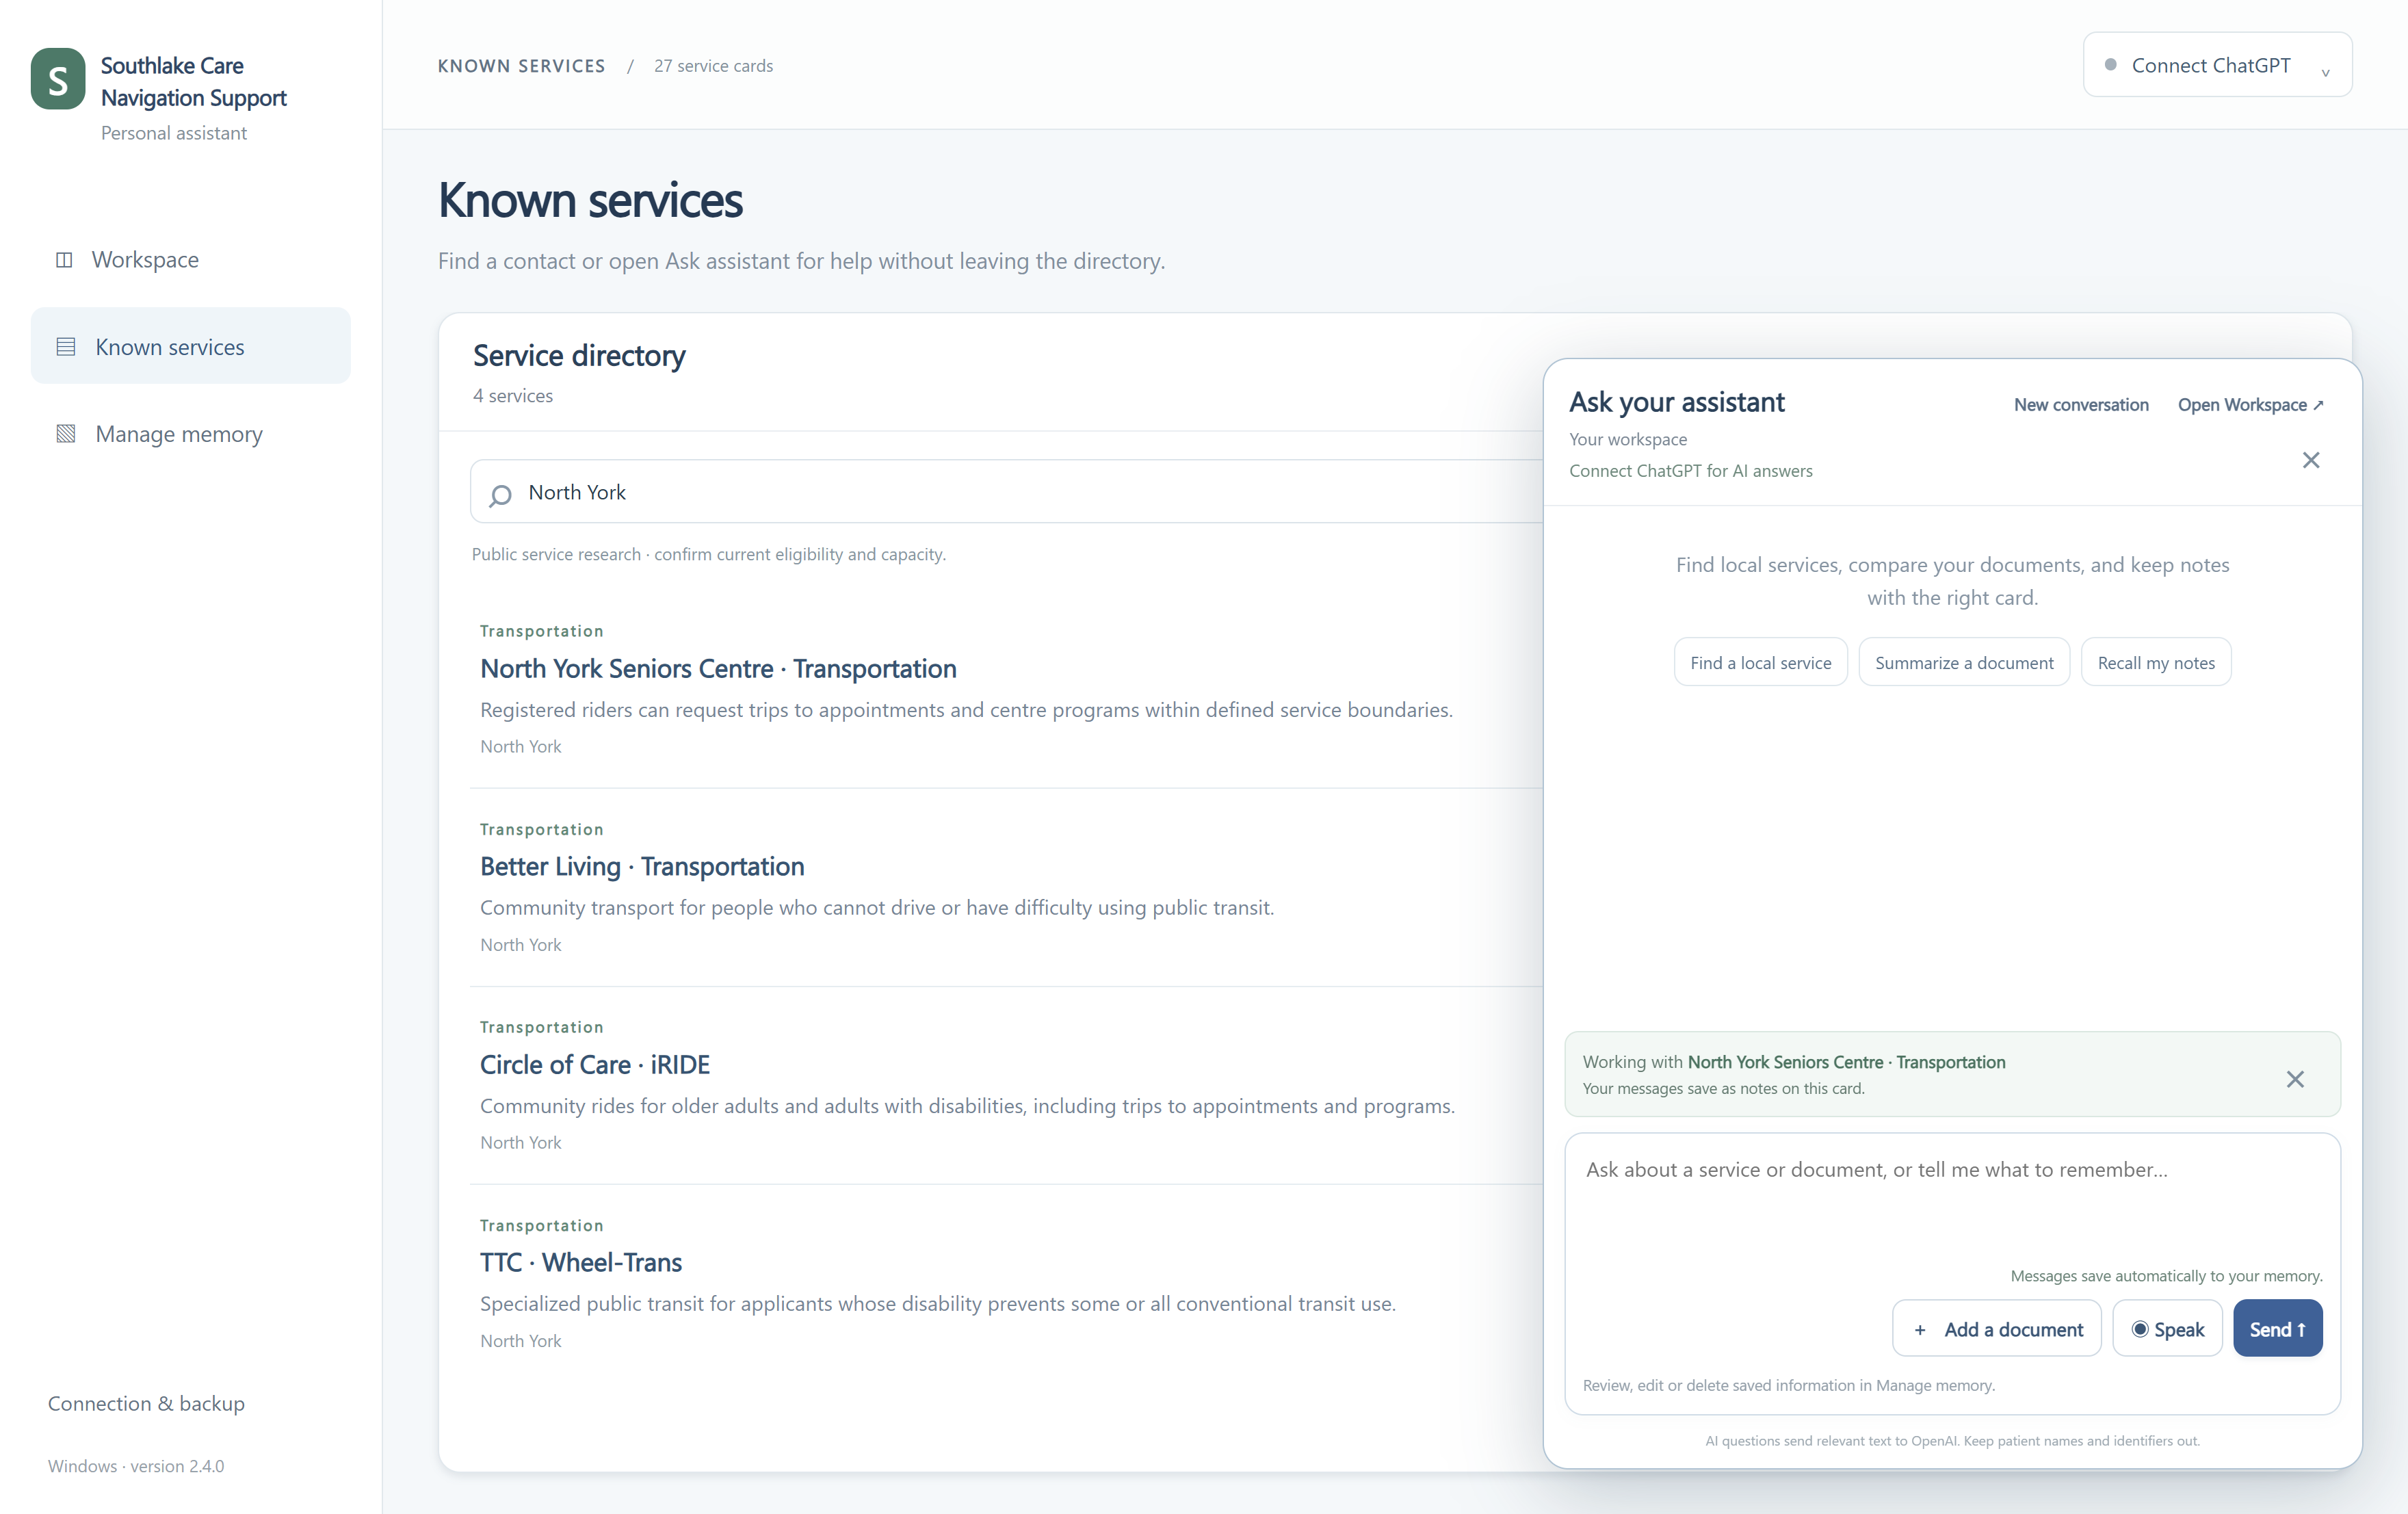 S
Southlake Care
Navigation Support
Personal assistant
Workspace
Known services
Manage memory
Connection & backup
Windows · version 2.4.0
KNOWN SERVICES / 27 service cards
Connect ChatGPT v
Known services
Find a contact or open Ask assistant for help without leaving the directory.
Service directory
4 services
North York
Public service research · confirm current eligibility and capacity.
Transportation
North York Seniors Centre · Transportation
Registered riders can request trips to appointments and centre programs within defined service boundaries.
North York
Transportation
Better Living · Transportation
Community transport for people who cannot drive or have difficulty using public transit.
North York
Transportation
Circle of Care · iRIDE
Community rides for older adults and adults with disabilities, including trips to appointments and programs.
North York
Transportation
TTC · Wheel-Trans
Specialized public transit for applicants whose disability prevents some or all conventional transit use.
North York
Ask your assistant
New conversation
Open Workspace ↗
Your workspace
Connect ChatGPT for AI answers
Find local services, compare your documents, and keep notes
with the right card.
Find a local service
Summarize a document
Recall my notes
Working with North York Seniors Centre · Transportation
Your messages save as notes on this card.
Ask about a service or document, or tell me what to remember...
Messages save automatically to your memory.
+ Add a document
Speak
Send ↑
Review, edit or delete saved information in Manage memory.
AI questions send relevant text to OpenAI. Keep patient names and identifiers out.